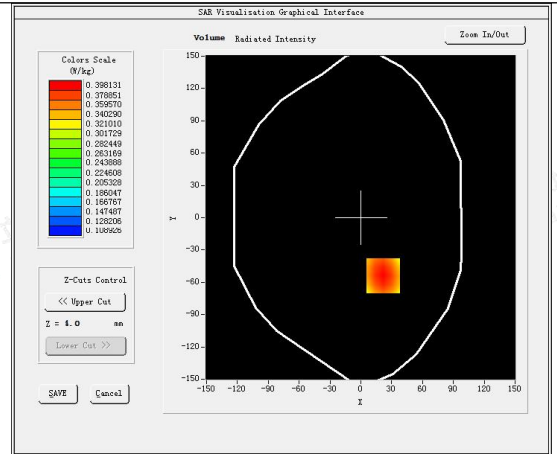 SAR Visualisation Graphical Interface
Volume Radiated Intensity
Zoom In/Out
Colors Scale
(W/kg)
0.398131
0.378851
0.359570
0.340290
0.321010
0.301729
0.282449
0.263169
0.243888
0.224608
0.205328
0.186047
0.166767
0.147487
0.128206
0.108926
Z-Cuts Control
<< Upper Cut
Z = 4.0 mm
Lower Cut >>
SAVE Cancel
150
120
90
60
30
Y 0
-30
-60
-90
-120
-150
-150 -120 -90 -60 -30 0 30 60 90 120 150
X